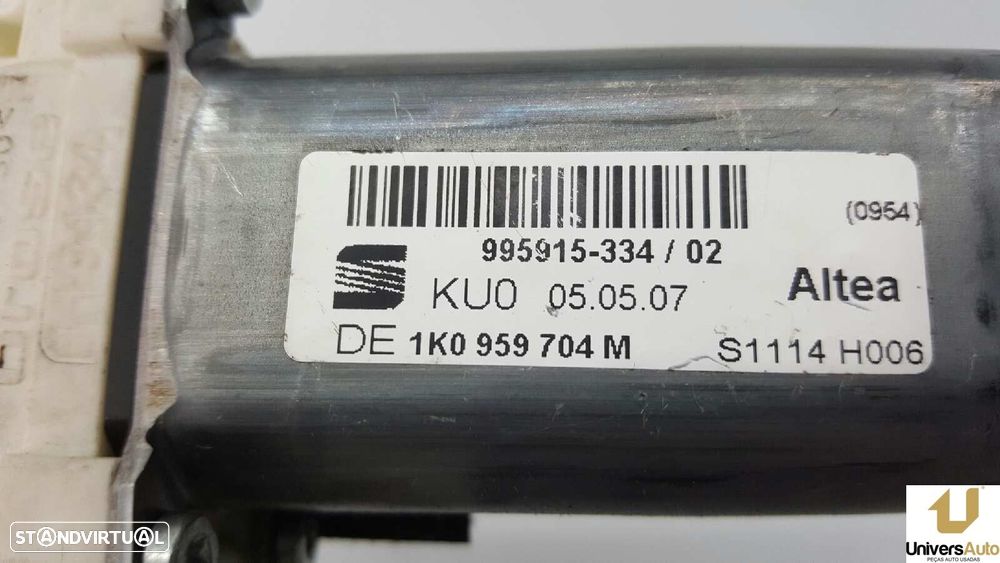 (0954)
995915-334 / 02
KU0 05.05.07
Altea
DE 1K0 959 704 M
S1114 H006
STANDVIRTUAL
UniversAuto
PEÇAS AUTO USADAS